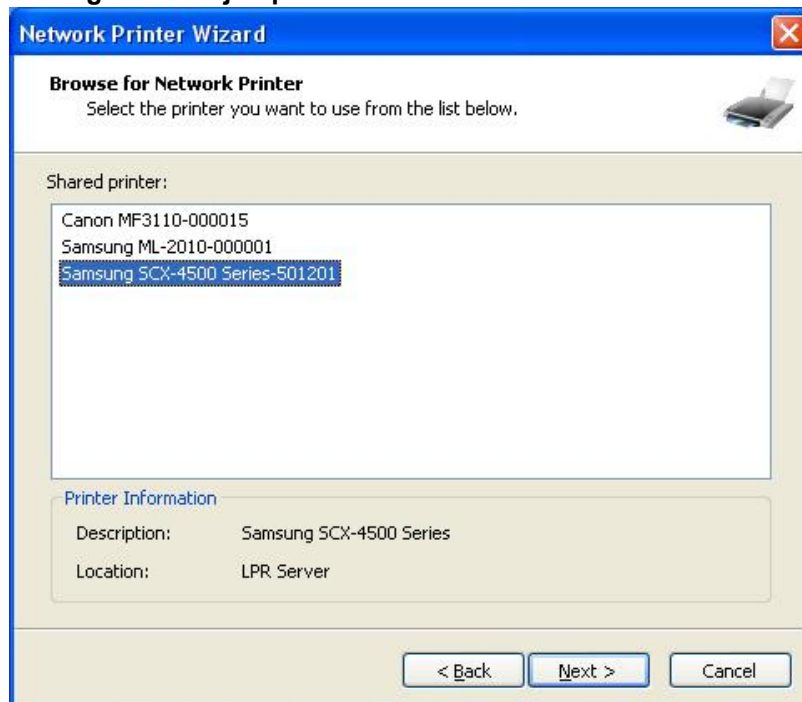 Network Printer Wizard
Browse for Network Printer
Select the printer you want to use from the list below.
Shared printer:
Canon MF3110-000015
Samsung ML-2010-000001
Samsung SCX-4500 Series-501201
Printer Information
Description: Samsung SCX-4500 Series
Location: LPR Server
< Back Next > Cancel